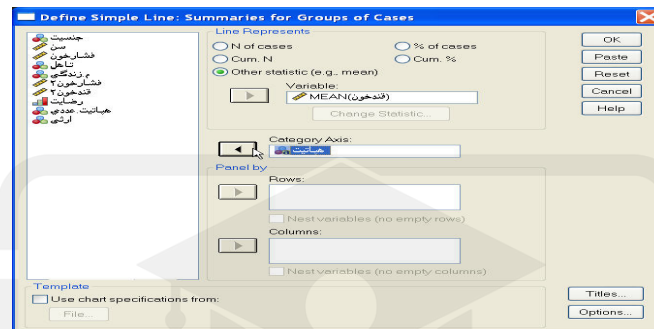 Define Simple Line: Summaries for Groups of Cases
جنسیت
سن
فشارخون
تاهل
م.زندگی
فشارخون۲
قندخون۲
رضایت
هپاتیت.عددی
ارثی
Line Represents
N of cases
% of cases
Cum. N
Cum. %
Other statistic (e.g., mean)
Variable:
MEAN(قندخون)
Change Statistic...
Category Axis:
هپاتیت
Panel by
Rows:
Nest variables (no empty rows)
Columns:
Nest variables (no empty columns)
Template
Use chart specifications from:
File...
OK
Paste
Reset
Cancel
Help
Titles...
Options...